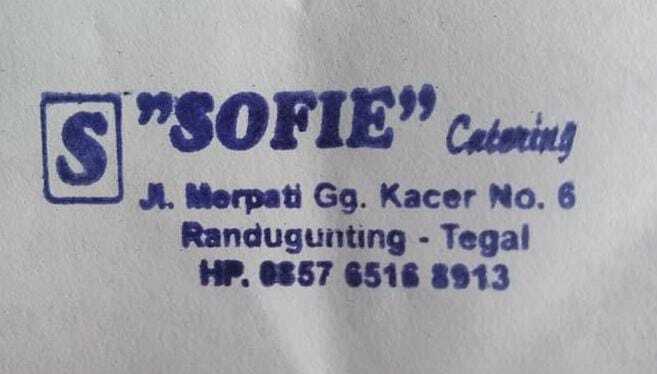 S "SOFIE" Catering
Jl. Merpati Gg. Kacer No. 6
Randugunting - Tegal
HP. 0857 6516 8913